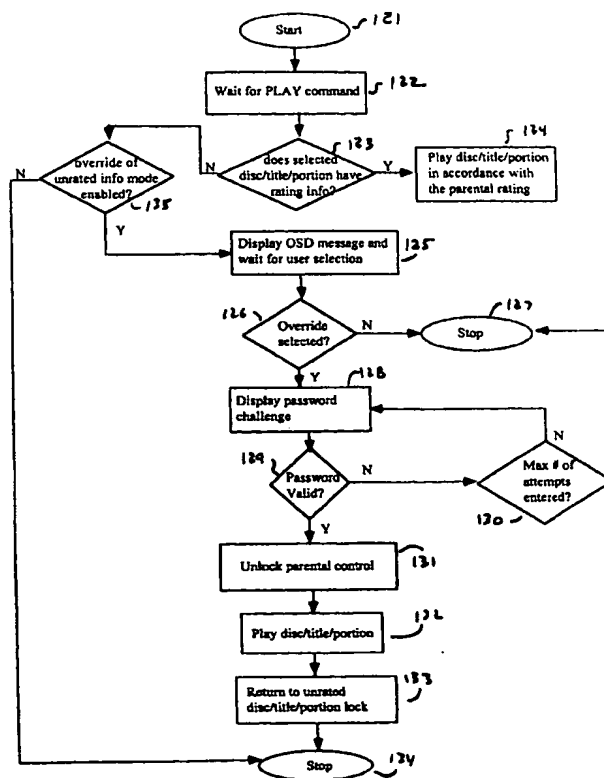 Start
121
Wait for PLAY command
122
123
does selected
disc/title/portion have
rating info?
N
Y
124
Play disc/title/portion
in accordance with
the parental rating
override of
unrated info mode
enabled?
135
N
Y
Display OSD message and
wait for user selection
125
126
Override
selected?
N
Y
127
Stop
128
Display password
challenge
129
Password
Valid?
N
Y
N
Max # of
attempts
entered?
130
Unlock parental control
131
Play disc/title/portion
132
Return to unrated
disc/title/portion lock
133
Stop
134